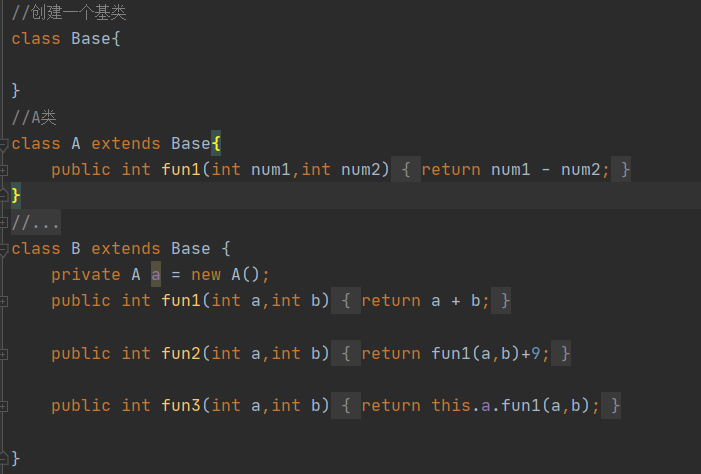 //创建一个基类
class Base{
}
//A类
class A extends Base{
public int fun1(int num1,int num2) { return num1 - num2; }
}
//...
class B extends Base {
private A a = new A();
public int fun1(int a,int b) { return a + b; }
public int fun2(int a,int b) { return fun1(a,b)+9; }
public int fun3(int a,int b) { return this.a.fun1(a,b); }
}